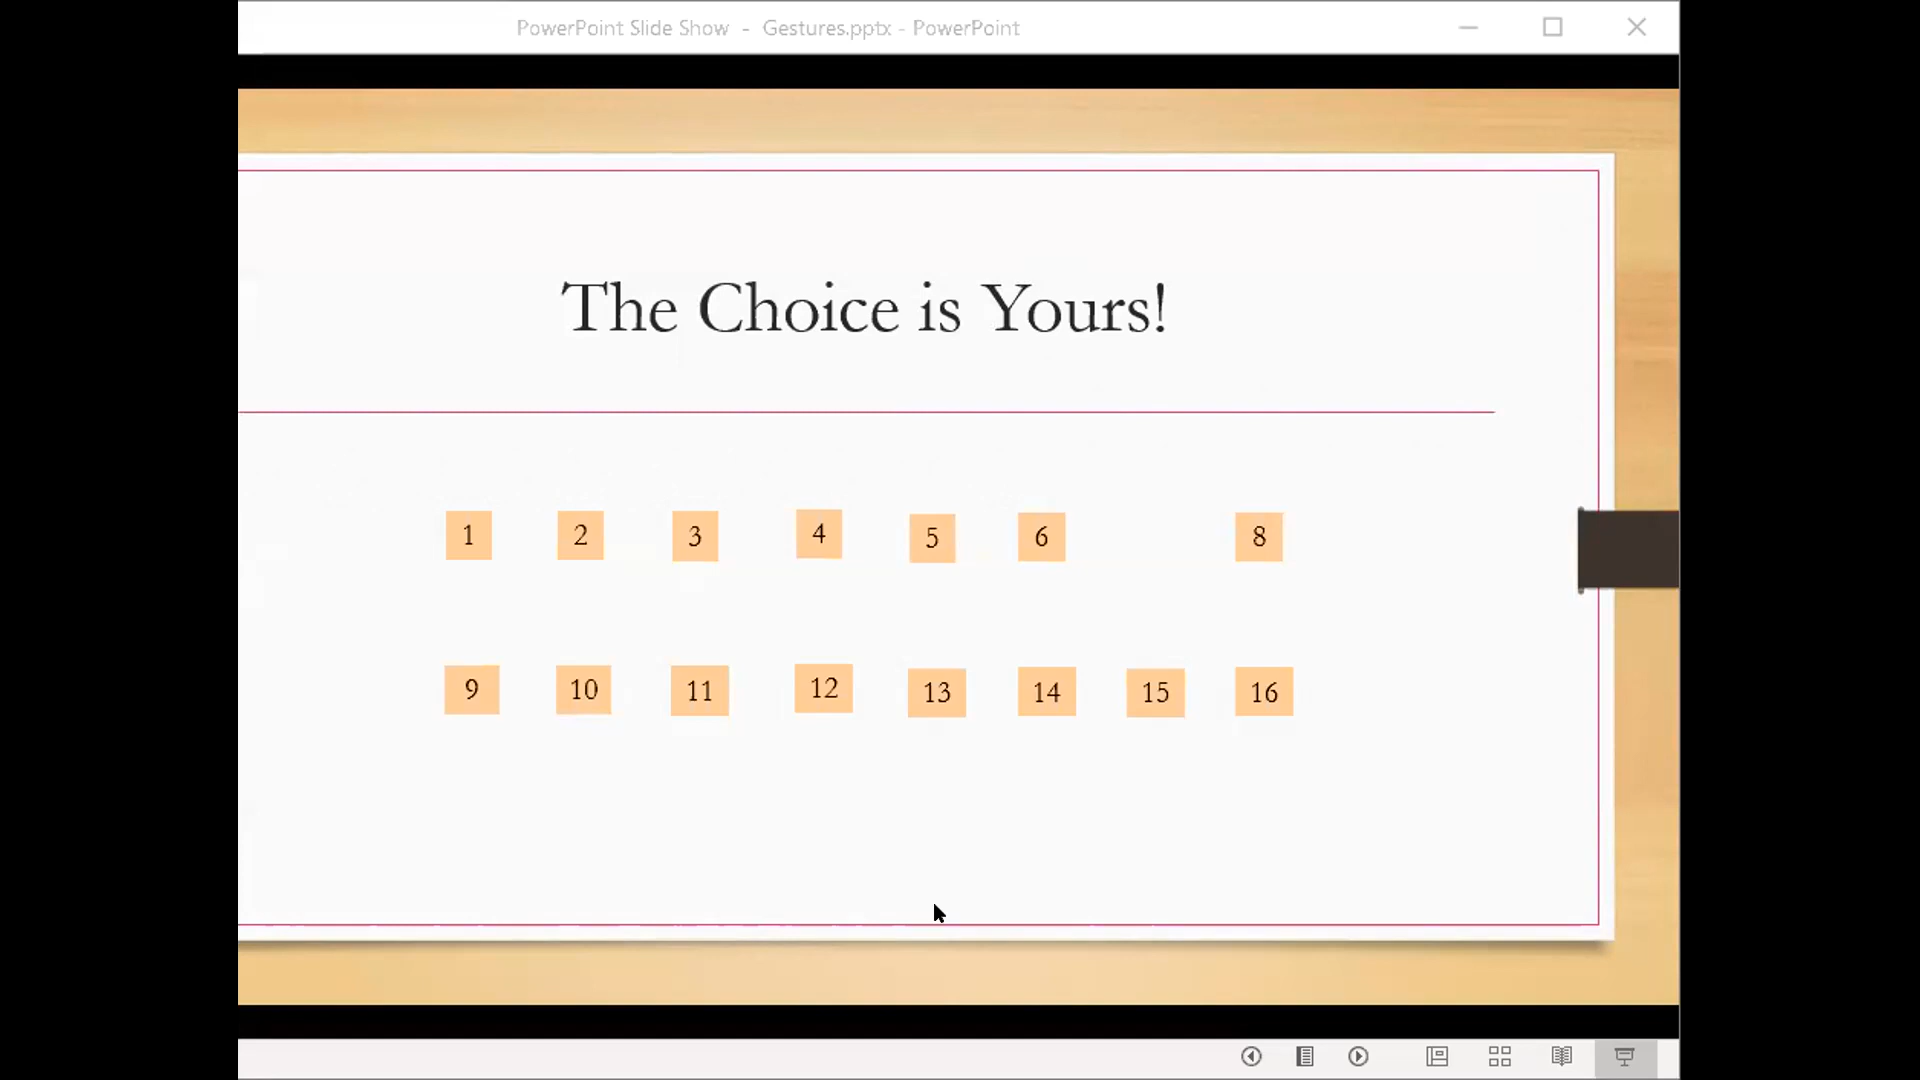 PowerPoint Slide Show - Gestures.pptx - PowerPoint
The Choice is Yours!
1 2 3 4 5 6 8
9 10 11 12 13 14 15 16